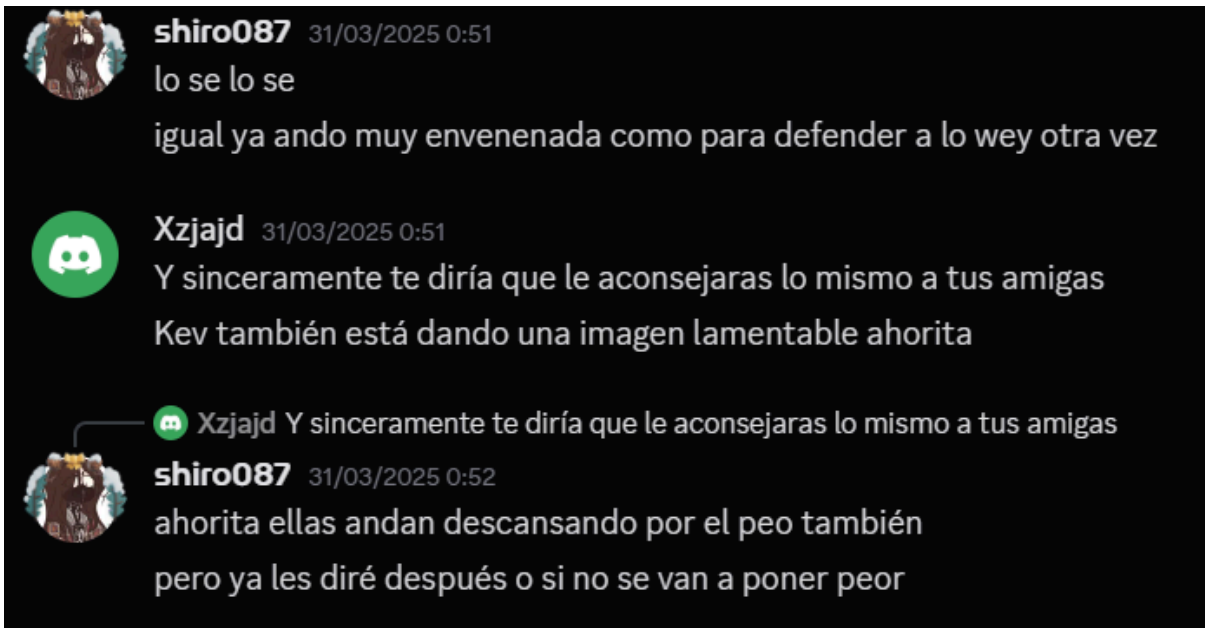 shiro087 31/03/2025 0:51
lo se lo se
igual ya ando muy envenenada como para defender a lo wey otra vez
Xzjajd 31/03/2025 0:51
Y sinceramente te diría que le aconsejaras lo mismo a tus amigas
Kev también está dando una imagen lamentable ahorita
Xzjajd Y sinceramente te diría que le aconsejaras lo mismo a tus amigas
shiro087 31/03/2025 0:52
ahorita ellas andan descansando por el peo también
pero ya les diré después o si no se van a poner peor